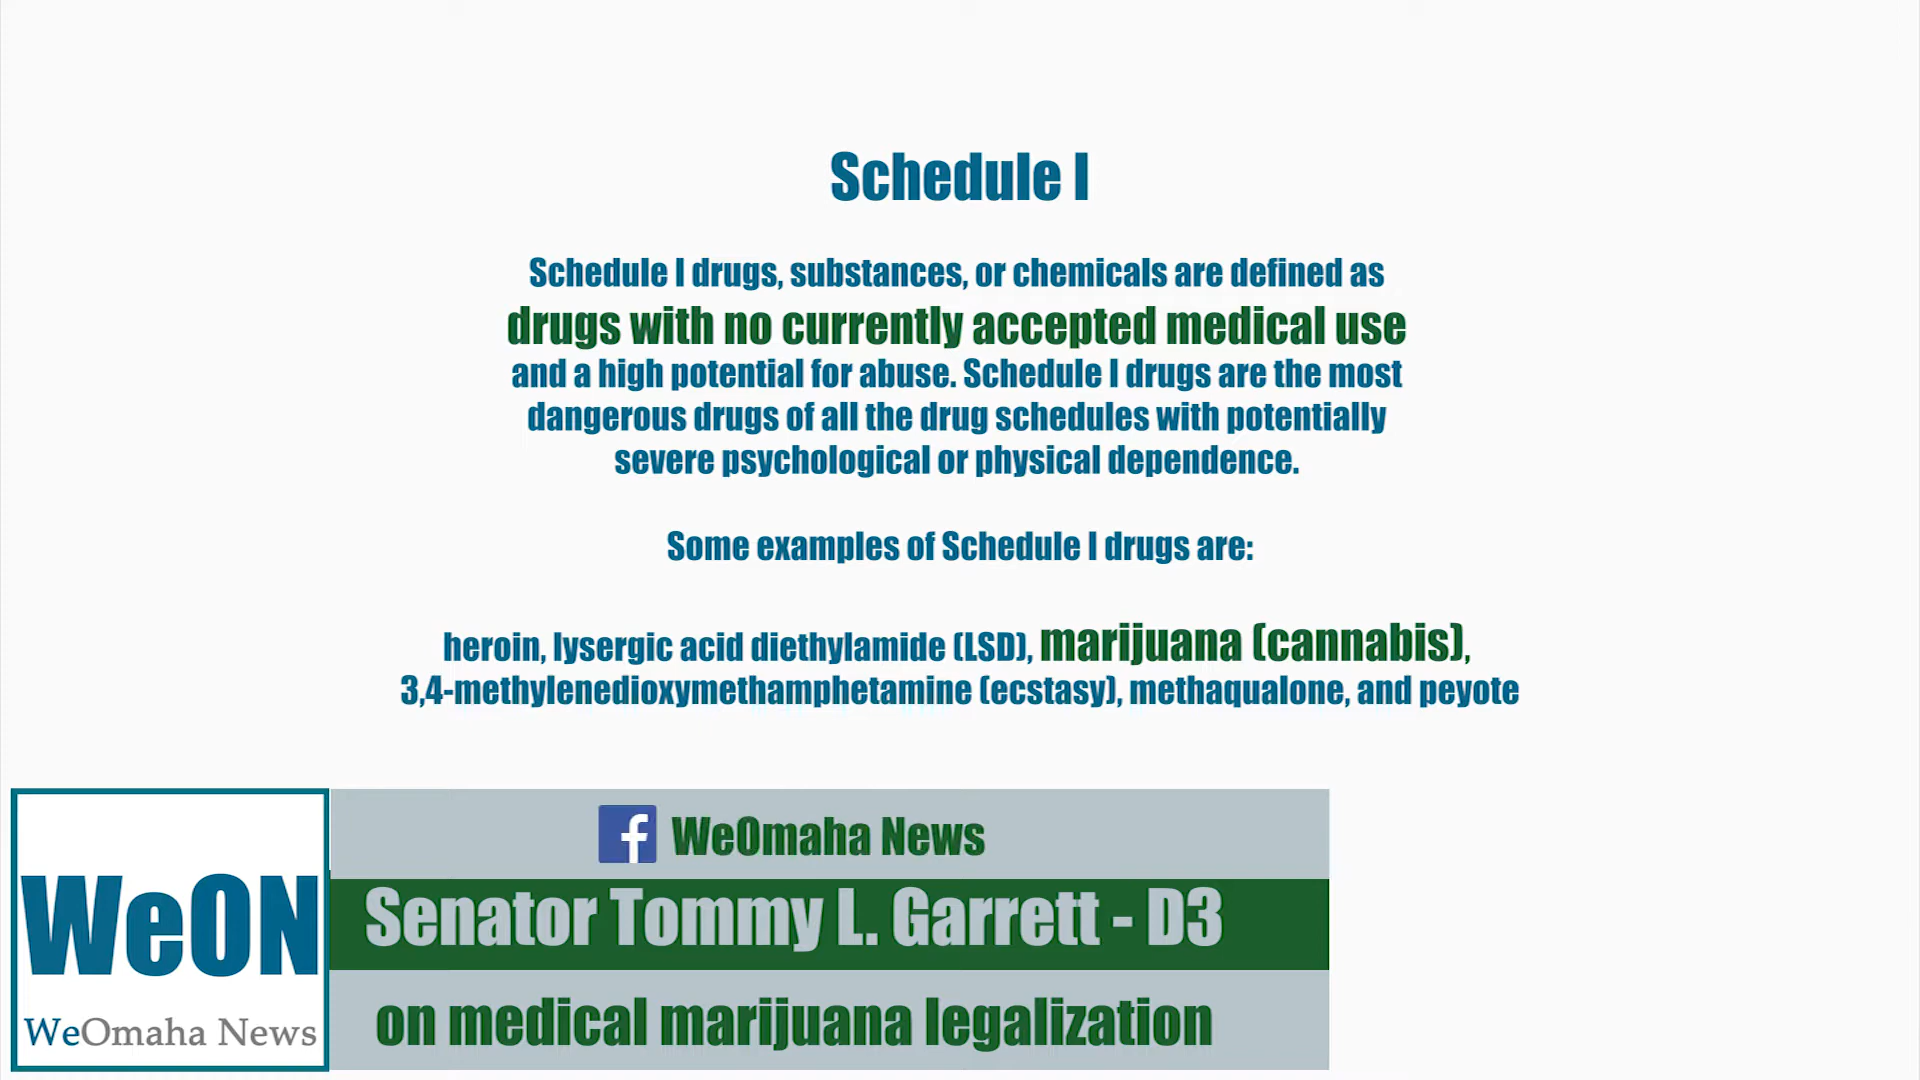 Schedule I
Schedule I drugs, substances, or chemicals are defined as
drugs with no currently accepted medical use
and a high potential for abuse. Schedule I drugs are the most
dangerous drugs of all the drug schedules with potentially
severe psychological or physical dependence.
Some examples of Schedule I drugs are:
heroin, lysergic acid diethylamide (LSD), marijuana (cannabis),
3,4-methylenedioxymethamphetamine (ecstasy), methaqualone, and peyote
WeON
WeOmaha News
f WeOmaha News
Senator Tommy L. Garrett - D3
on medical marijuana legalization